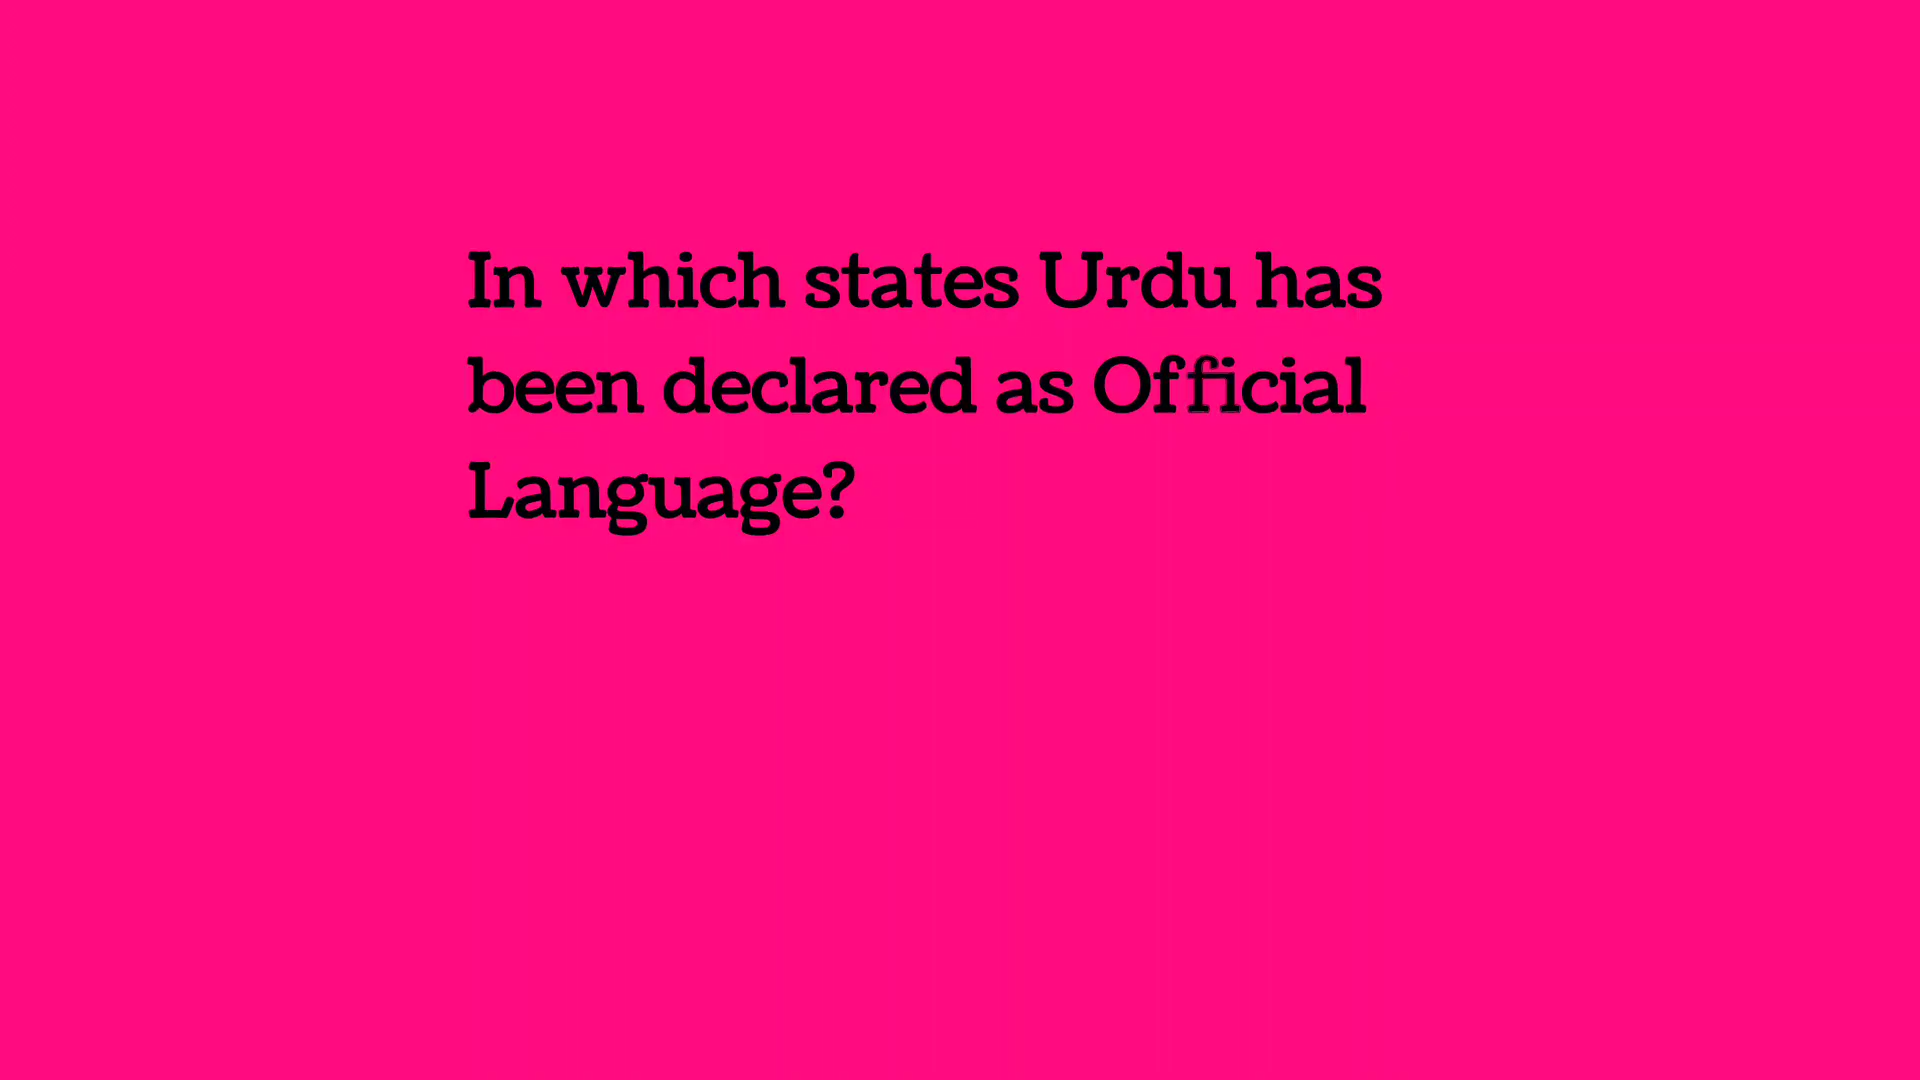 In which states Urdu has
been declared as Official
Language?